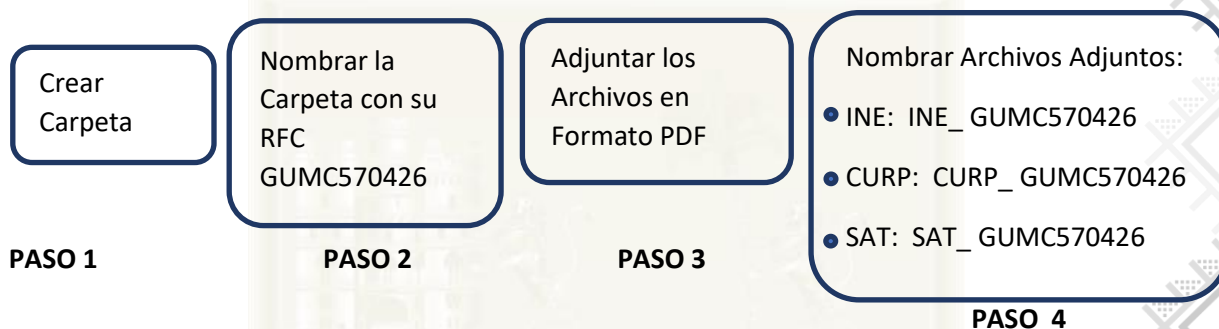 Crear
Carpeta
Nombrar la
Carpeta con su
RFC
GUMC570426
Adjuntar los
Archivos en
Formato PDF
Nombrar Archivos Adjuntos:
INE: INE_ GUMC570426
CURP: CURP_ GUMC570426
SAT: SAT_ GUMC570426
PASO 1
PASO 2
PASO 3
PASO 4